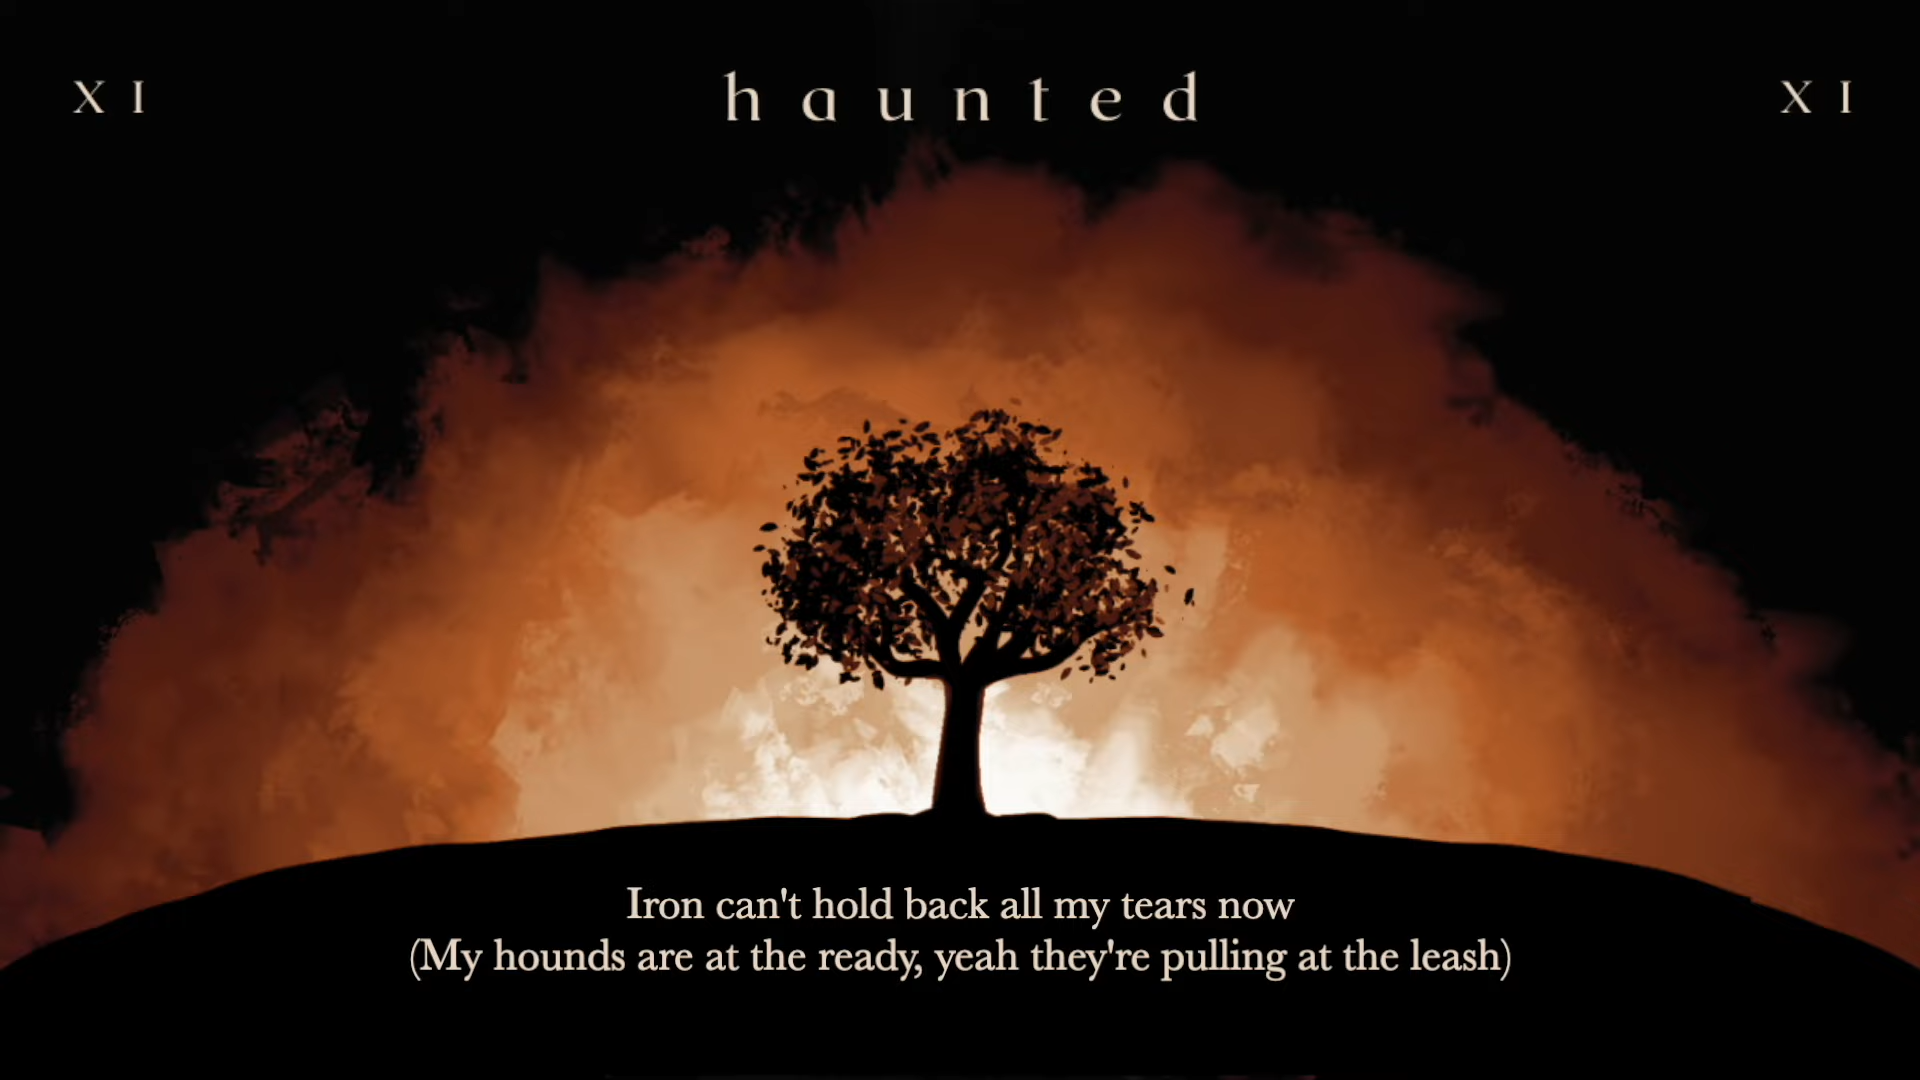 XI
haunted
XI
Iron can't hold back all my tears now
(My hounds are at the ready, yeah they're pulling at the leash)